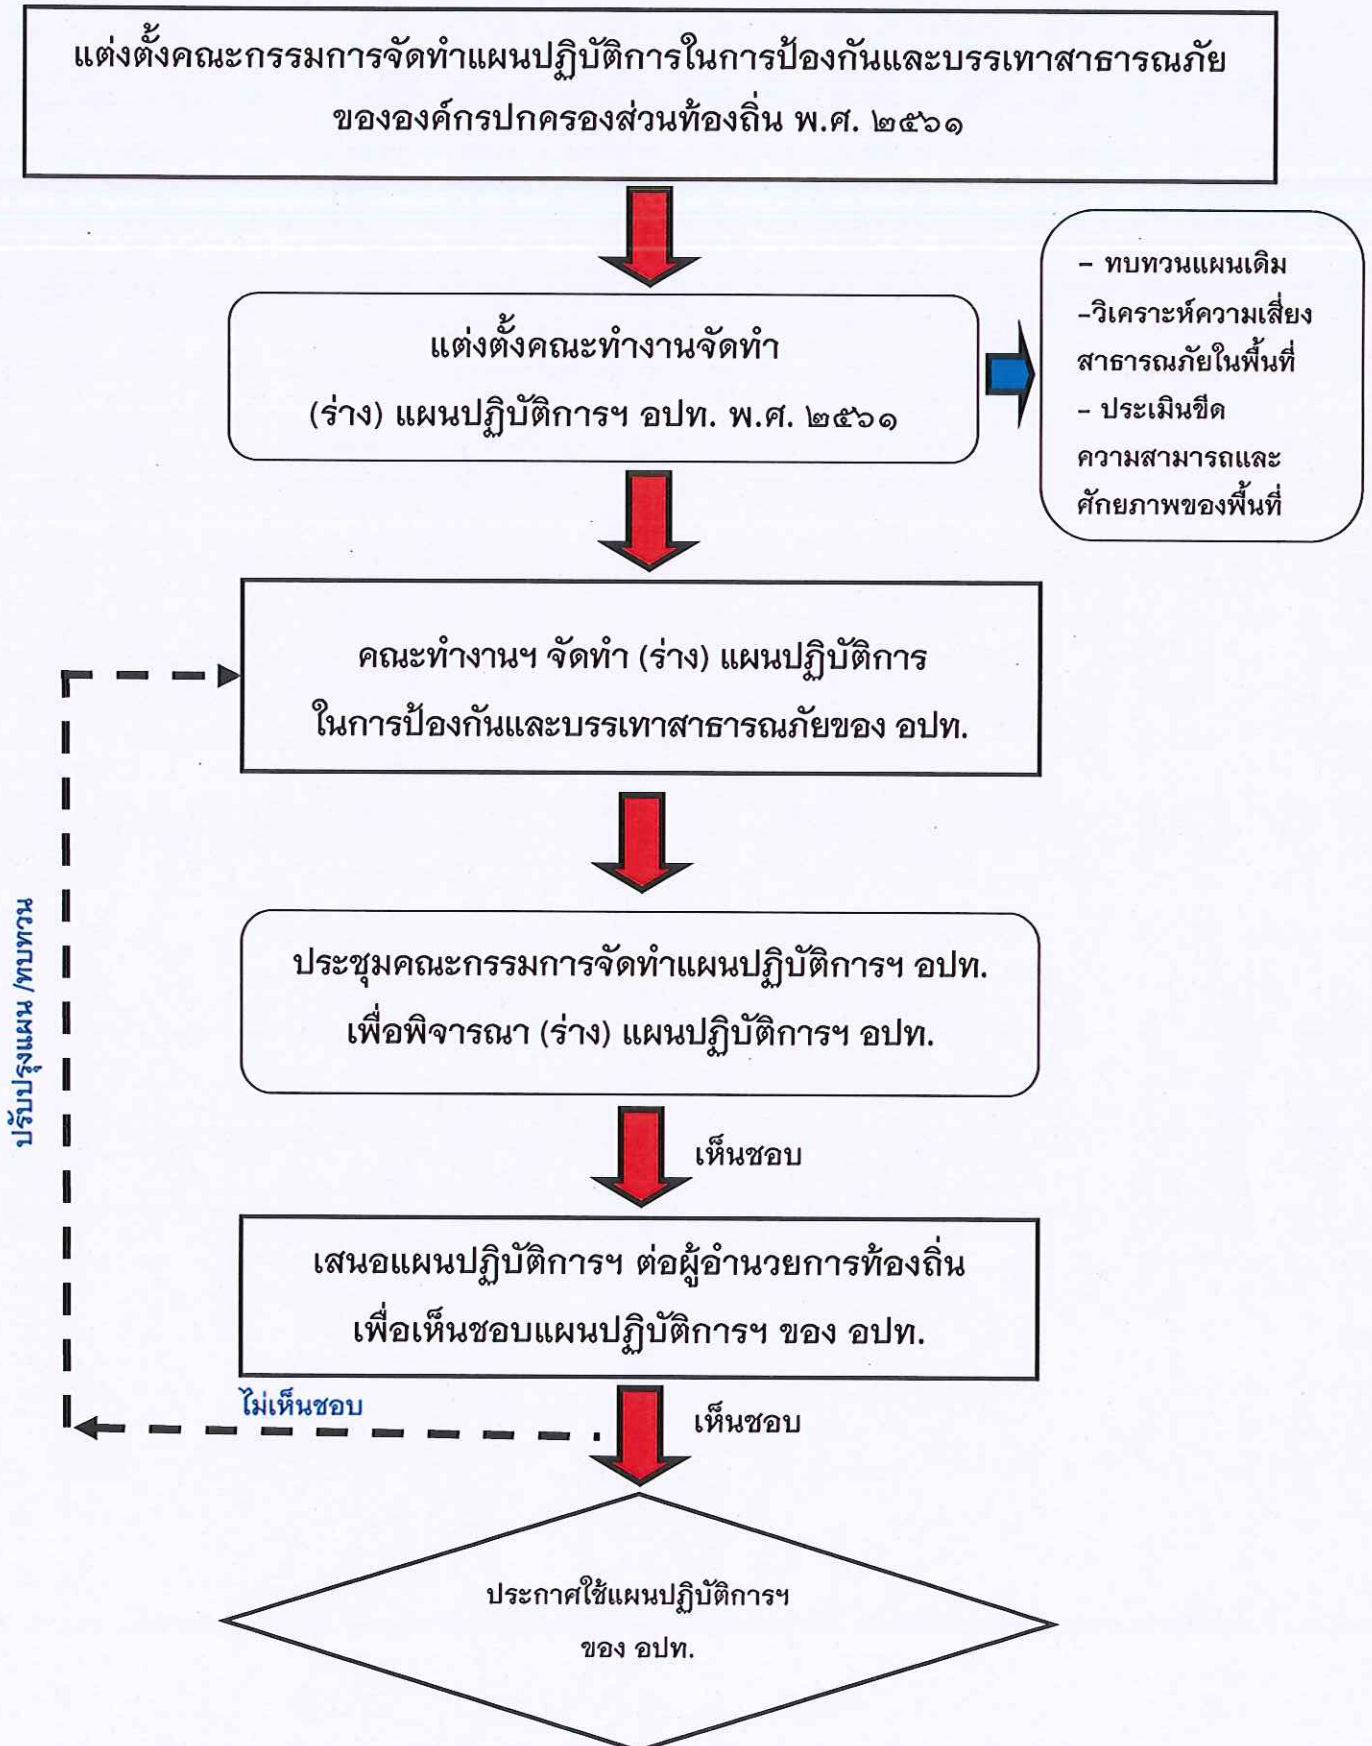 แต่งตั้งคณะกรรมการจัดทำแผนปฏิบัติการในการป้องกันและบรรเทาสาธารณภัย
ขององค์กรปกครองส่วนท้องถิ่น พ.ศ. ๒๕๖๑
แต่งตั้งคณะทำงานจัดทำ
(ร่าง) แผนปฏิบัติการฯ อปท. พ.ศ. ๒๕๖๑
- ทบทวนแผนเดิม
-วิเคราะห์ความเสี่ยง
สาธารณภัยในพื้นที่
- ประเมินขีด
ความสามารถและ
ศักยภาพของพื้นที่
คณะทำงานฯ จัดทำ (ร่าง) แผนปฏิบัติการ
ในการป้องกันและบรรเทาสาธารณภัยของ อปท.
ปรับปรุงแผน /ทบทวน
ประชุมคณะกรรมการจัดทำแผนปฏิบัติการฯ อปท.
เพื่อพิจารณา (ร่าง) แผนปฏิบัติการฯ อปท.
เห็นชอบ
เสนอแผนปฏิบัติการฯ ต่อผู้อำนวยการท้องถิ่น
เพื่อเห็นชอบแผนปฏิบัติการฯ ของ อปท.
ไม่เห็นชอบ
เห็นชอบ
ประกาศใช้แผนปฏิบัติการฯ
ของ อปท.